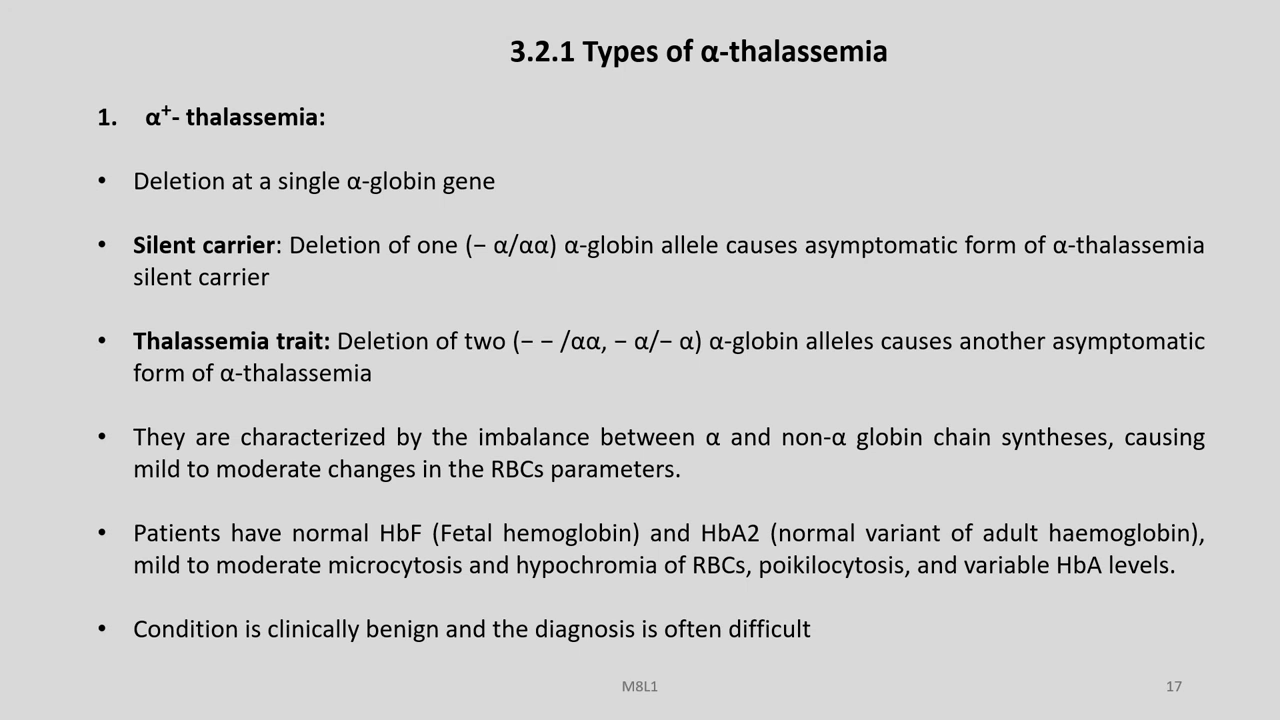 3.2.1 Types of α-thalassemia
1. α⁺- thalassemia:
• Deletion at a single α-globin gene
• Silent carrier: Deletion of one (− α/αα) α-globin allele causes asymptomatic form of α-thalassemia
silent carrier
• Thalassemia trait: Deletion of two (− − /αα, − α/− α) α-globin alleles causes another asymptomatic
form of α-thalassemia
• They are characterized by the imbalance between α and non-α globin chain syntheses, causing
mild to moderate changes in the RBCs parameters.
• Patients have normal HbF (Fetal hemoglobin) and HbA2 (normal variant of adult haemoglobin),
mild to moderate microcytosis and hypochromia of RBCs, poikilocytosis, and variable HbA levels.
• Condition is clinically benign and the diagnosis is often difficult
M8L1
17